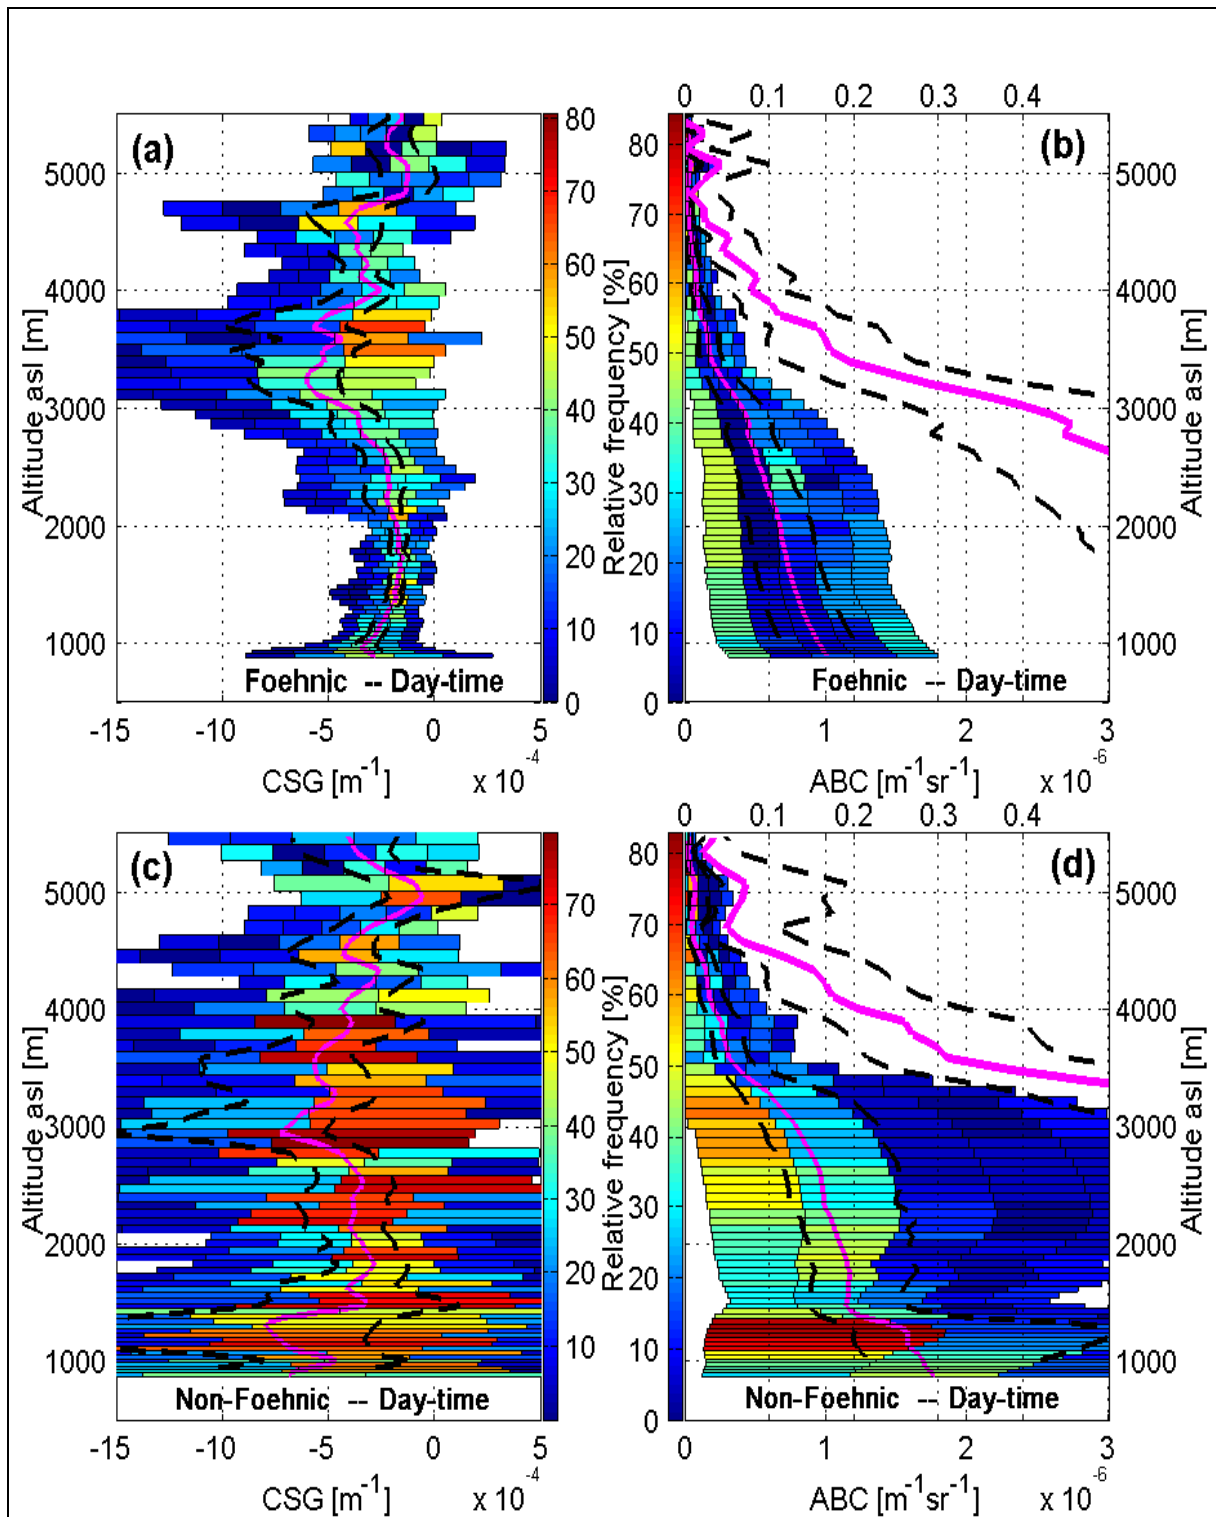 0 0.1 0.2 0.3 0.4
(a) (b)
80 80
5000 70 70 5000
60 60
4000 50 50 4000
Altitude asl [m] Relative frequency [%] Altitude asl [m]
3000 40 40 3000
30 30
2000 20 20 2000
1000 10 10 1000
Foehnic -- Day-time Foehnic -- Day-time
0 0
-15 -10 -5 0 5 0 1 2 3
CSG [m-1] x 10-4 ABC [m-1sr-1] x 10-6
0 0.1 0.2 0.3 0.4
(c) (d)
80
5000 70 70 5000
60 60
4000 50 50 4000
Altitude asl [m] Relative frequency [%] Altitude asl [m]
3000 40 40 3000
30 30
2000 20 20 2000
1000 10 10 1000
Non-Foehnic -- Day-time Non-Foehnic -- Day-time
0
-15 -10 -5 0 5 0 1 2 3
CSG [m-1] x 10-4 ABC [m-1sr-1] x 10-6